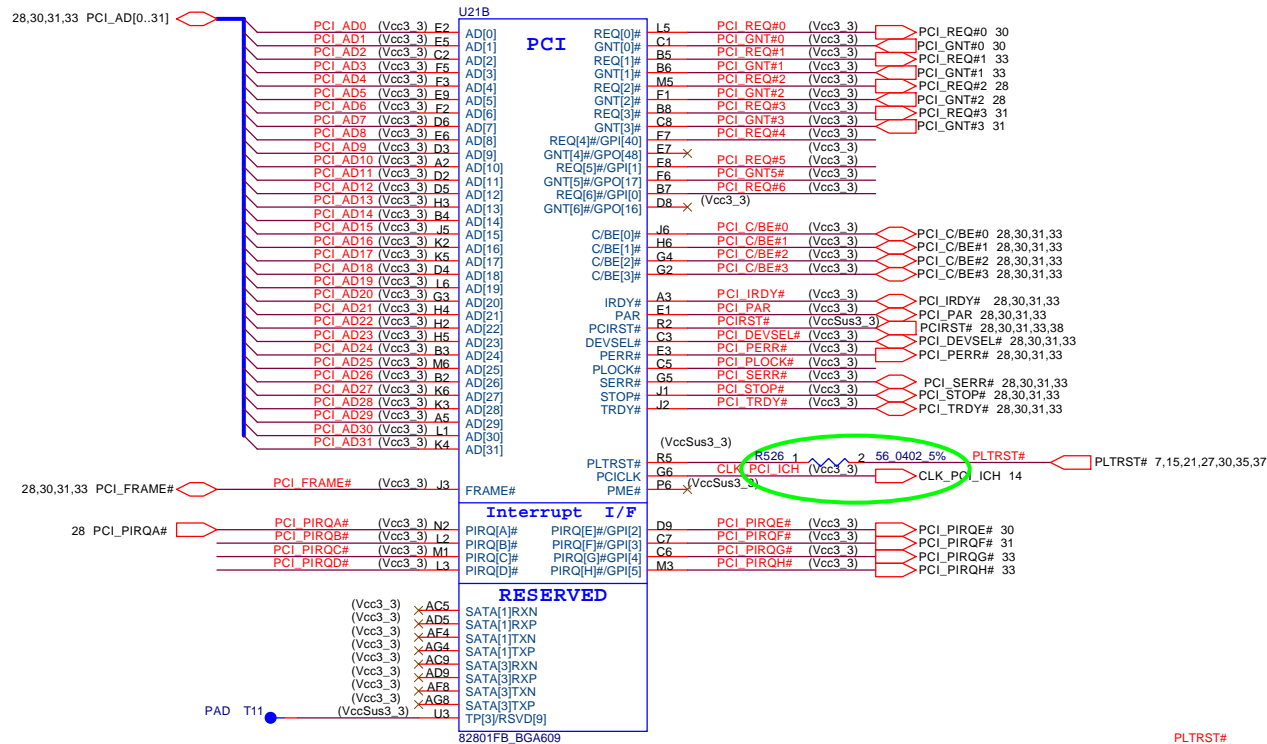 28,30,31,33 PCI_AD[0..31]
U21B
PCI
PCI_AD0 (Vcc3_3) E2 AD[0]
PCI_AD1 (Vcc3_3) E5 AD[1]
PCI_AD2 (Vcc3_3) C2 AD[2]
PCI_AD3 (Vcc3_3) F5 AD[3]
PCI_AD4 (Vcc3_3) F3 AD[4]
PCI_AD5 (Vcc3_3) E9 AD[5]
PCI_AD6 (Vcc3_3) F2 AD[6]
PCI_AD7 (Vcc3_3) D6 AD[7]
PCI_AD8 (Vcc3_3) E6 AD[8]
PCI_AD9 (Vcc3_3) D3 AD[9]
PCI_AD10 (Vcc3_3) A2 AD[10]
PCI_AD11 (Vcc3_3) D2 AD[11]
PCI_AD12 (Vcc3_3) D5 AD[12]
PCI_AD13 (Vcc3_3) H3 AD[13]
PCI_AD14 (Vcc3_3) B4 AD[14]
PCI_AD15 (Vcc3_3) J5 AD[15]
PCI_AD16 (Vcc3_3) K2 AD[16]
PCI_AD17 (Vcc3_3) K5 AD[17]
PCI_AD18 (Vcc3_3) D4 AD[18]
PCI_AD19 (Vcc3_3) L6 AD[19]
PCI_AD20 (Vcc3_3) G3 AD[20]
PCI_AD21 (Vcc3_3) H4 AD[21]
PCI_AD22 (Vcc3_3) H2 AD[22]
PCI_AD23 (Vcc3_3) H5 AD[23]
PCI_AD24 (Vcc3_3) B3 AD[24]
PCI_AD25 (Vcc3_3) M6 AD[25]
PCI_AD26 (Vcc3_3) B2 AD[26]
PCI_AD27 (Vcc3_3) K6 AD[27]
PCI_AD28 (Vcc3_3) K3 AD[28]
PCI_AD29 (Vcc3_3) A5 AD[29]
PCI_AD30 (Vcc3_3) L1 AD[30]
PCI_AD31 (Vcc3_3) K4 AD[31]
28,30,31,33 PCI_FRAME# PCI_FRAME# (Vcc3_3) J3 FRAME#
REQ[0]# L5 PCI_REQ#0 (Vcc3_3) PCI_REQ#0 30
GNT[0]# C1 PCI_GNT#0 (Vcc3_3) PCI_GNT#0 30
REQ[1]# B5 PCI_REQ#1 (Vcc3_3) PCI_REQ#1 33
GNT[1]# B6 PCI_GNT#1 (Vcc3_3) PCI_GNT#1 33
REQ[2]# M5 PCI_REQ#2 (Vcc3_3) PCI_REQ#2 28
GNT[2]# F1 PCI_GNT#2 (Vcc3_3) PCI_GNT#2 28
REQ[3]# B8 PCI_REQ#3 (Vcc3_3) PCI_REQ#3 31
GNT[3]# C8 PCI_GNT#3 (Vcc3_3) PCI_GNT#3 31
REQ[4]#/GPI[40] F7 PCI_REQ#4 (Vcc3_3)
GNT[4]#/GPO[48] E7 (Vcc3_3)
REQ[5]#/GPI[1] E8 PCI_REQ#5 (Vcc3_3)
GNT[5]#/GPO[17] F6 PCI_GNT5# (Vcc3_3)
REQ[6]#/GPI[0] B7 PCI_REQ#6 (Vcc3_3)
GNT[6]#/GPO[16] D8 (Vcc3_3)
C/BE[0]# J6 PCI_C/BE#0 (Vcc3_3) PCI_C/BE#0 28,30,31,33
C/BE[1]# H6 PCI_C/BE#1 (Vcc3_3) PCI_C/BE#1 28,30,31,33
C/BE[2]# G4 PCI_C/BE#2 (Vcc3_3) PCI_C/BE#2 28,30,31,33
C/BE[3]# G2 PCI_C/BE#3 (Vcc3_3) PCI_C/BE#3 28,30,31,33
IRDY# A3 PCI_IRDY# (Vcc3_3) PCI_IRDY# 28,30,31,33
PAR E1 PCI_PAR (Vcc3_3) PCI_PAR 28,30,31,33
PCIRST# R2 PCIRST# (VccSus3_3) PCIRST# 28,30,31,33,38
DEVSEL# C3 PCI_DEVSEL# (Vcc3_3) PCI_DEVSEL# 28,30,31,33
PERR# E3 PCI_PERR# (Vcc3_3) PCI_PERR# 28,30,31,33
PLOCK# C5 PCI_PLOCK# (Vcc3_3)
SERR# G5 PCI_SERR# (Vcc3_3) PCI_SERR# 28,30,31,33
STOP# J1 PCI_STOP# (Vcc3_3) PCI_STOP# 28,30,31,33
TRDY# J2 PCI_TRDY# (Vcc3_3) PCI_TRDY# 28,30,31,33
(VccSus3_3)
PLTRST# R5 R526 1 2 56_0402_5% PLTRST# PLTRST# 7,15,21,27,30,35,37
PCICLK G6 CLK_PCI_ICH (Vcc3_3) CLK_PCI_ICH 14
PME# P6 (VccSus3_3)
Interrupt I/F
28 PCI_PIRQA# PCI_PIRQA# (Vcc3_3) N2 PIRQ[A]# PIRQ[E]#/GPI[2] D9 PCI_PIRQE# (Vcc3_3) PCI_PIRQE# 30
PCI_PIRQB# (Vcc3_3) L2 PIRQ[B]# PIRQ[F]#/GPI[3] C7 PCI_PIRQF# (Vcc3_3) PCI_PIRQF# 31
PCI_PIRQC# (Vcc3_3) M1 PIRQ[C]# PIRQ[G]#/GPI[4] C6 PCI_PIRQG# (Vcc3_3) PCI_PIRQG# 33
PCI_PIRQD# (Vcc3_3) L3 PIRQ[D]# PIRQ[H]#/GPI[5] M3 PCI_PIRQH# (Vcc3_3) PCI_PIRQH# 33
RESERVED
(Vcc3_3) AC5 SATA[1]RXN
(Vcc3_3) AD5 SATA[1]RXP
(Vcc3_3) AF4 SATA[1]TXN
(Vcc3_3) AG4 SATA[1]TXP
(Vcc3_3) AC9 SATA[3]RXN
(Vcc3_3) AD9 SATA[3]RXP
(Vcc3_3) AF8 SATA[3]TXN
(Vcc3_3) AG8 SATA[3]TXP
PAD T11 (VccSus3_3) U3 TP[3]/RSVD[9]
82801FB_BGA609
PLTRST#